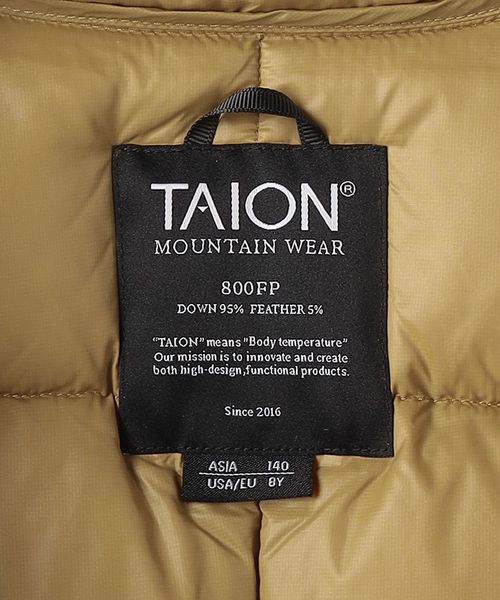 TAION®
MOUNTAIN WEAR
800FP
DOWN 95% FEATHER 5%
"TAION" means "Body temperature"
Our mission is to innovate and create
both high-design,functional products.
Since 2016
ASIA 140
USA/EU 8Y